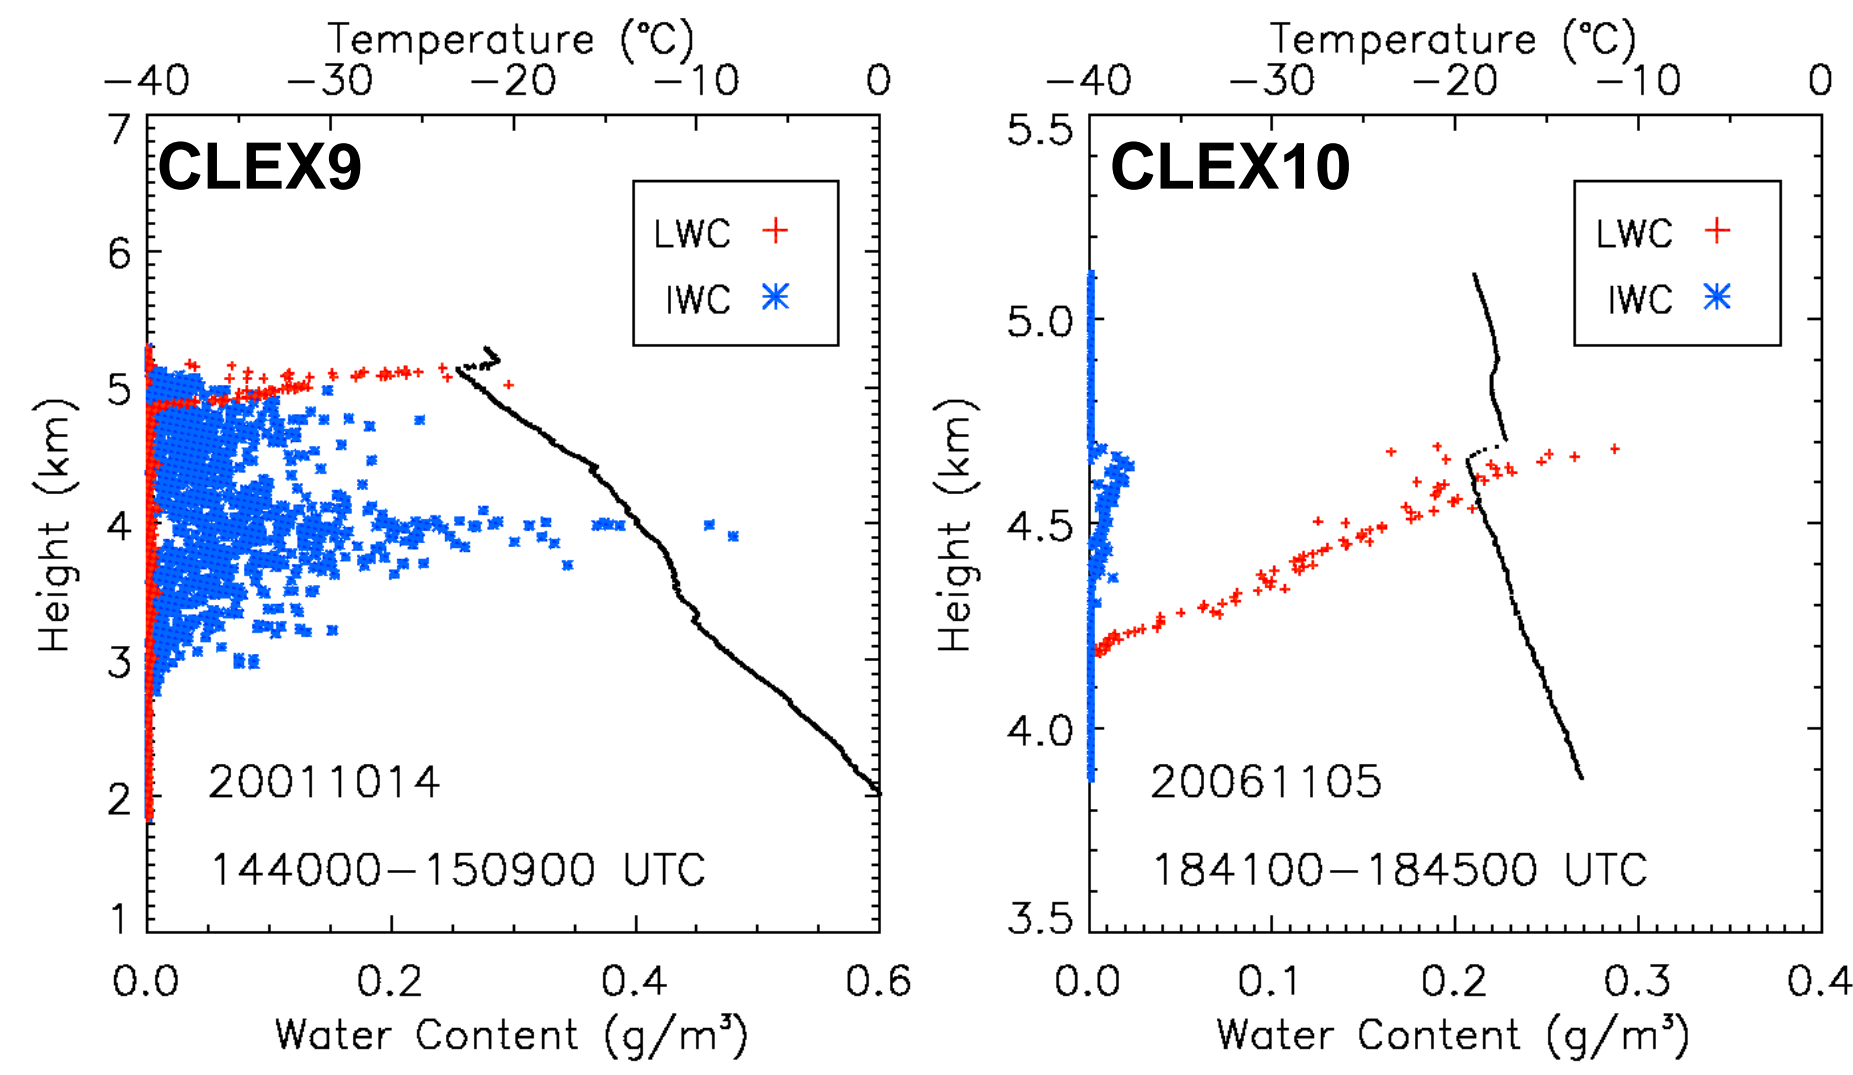 Temperature (°C)
−40 −30 −20 −10 0
7
CLEX9
LWC
6
IWC
5
4
3
2
1
Height (km)
20011014
144000−150900 UTC
0.0 0.2 0.4 0.6
Water Content (g/m³)
Temperature (°C)
−40 −30 −20 −10 0
5.5
CLEX10
LWC
IWC
5.0
4.5
4.0
3.5
Height (km)
20061105
184100−184500 UTC
0.0 0.1 0.2 0.3 0.4
Water Content (g/m³)